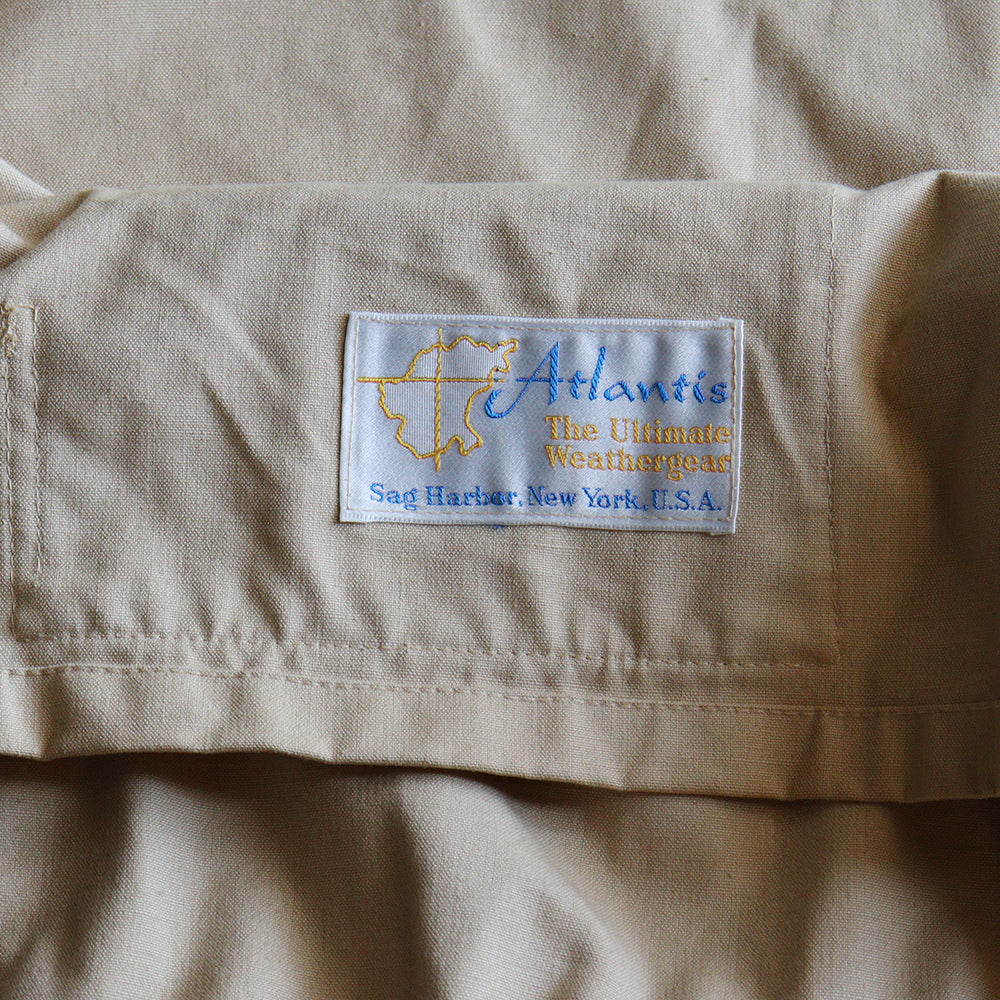 Atlantis
The Ultimate
Weathergear
Sag Harbor, New York, U.S.A.